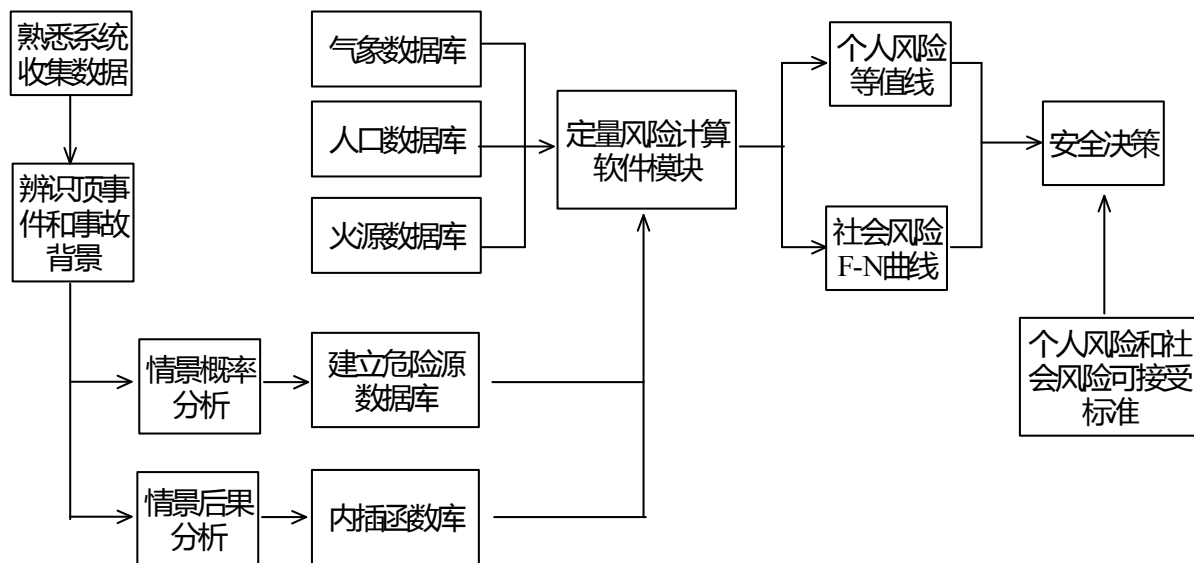 熟悉系统
收集数据
辨识顶事
件和事故
背景
气象数据库
人口数据库
火源数据库
情景概率
分析
建立危险源
数据库
情景后果
分析
内插函数库
定量风险计算
软件模块
个人风险
等值线
社会风险
F-N曲线
安全决策
个人风险和社
会风险可接受
标准